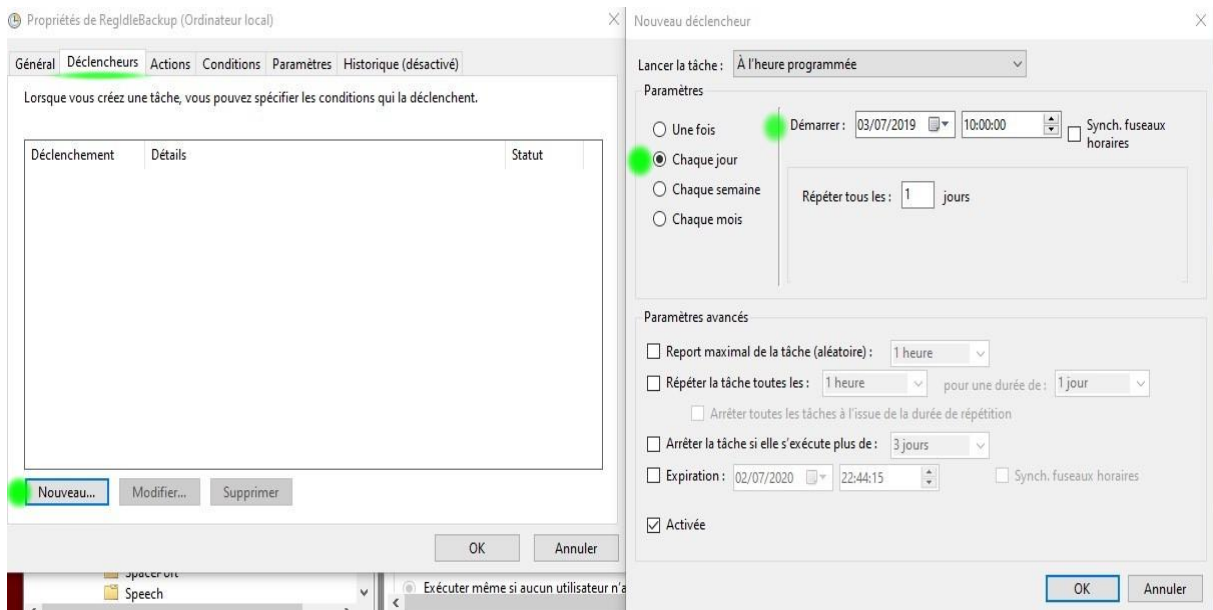 Propriétés de RegIdleBackup (Ordinateur local)
Général Déclencheurs Actions Conditions Paramètres Historique (désactivé)
Lorsque vous créez une tâche, vous pouvez spécifier les conditions qui la déclenchent.
Déclenchement Détails Statut
Nouveau... Modifier... Supprimer
OK Annuler
SpacePort
Speech
Exécuter même si aucun utilisateur n'a
Nouveau déclencheur
Lancer la tâche : À l'heure programmée
Paramètres
Une fois
Chaque jour
Chaque semaine
Chaque mois
Démarrer : 03/07/2019 10:00:00 Synch. fuseaux
horaires
Répéter tous les : 1 jours
Paramètres avancés
Report maximal de la tâche (aléatoire) : 1 heure
Répéter la tâche toutes les : 1 heure pour une durée de : 1 jour
Arrêter toutes les tâches à l'issue de la durée de répétition
Arrêter la tâche si elle s'exécute plus de : 3 jours
Expiration : 02/07/2020 22:44:15 Synch. fuseaux horaires
Activée
OK Annuler